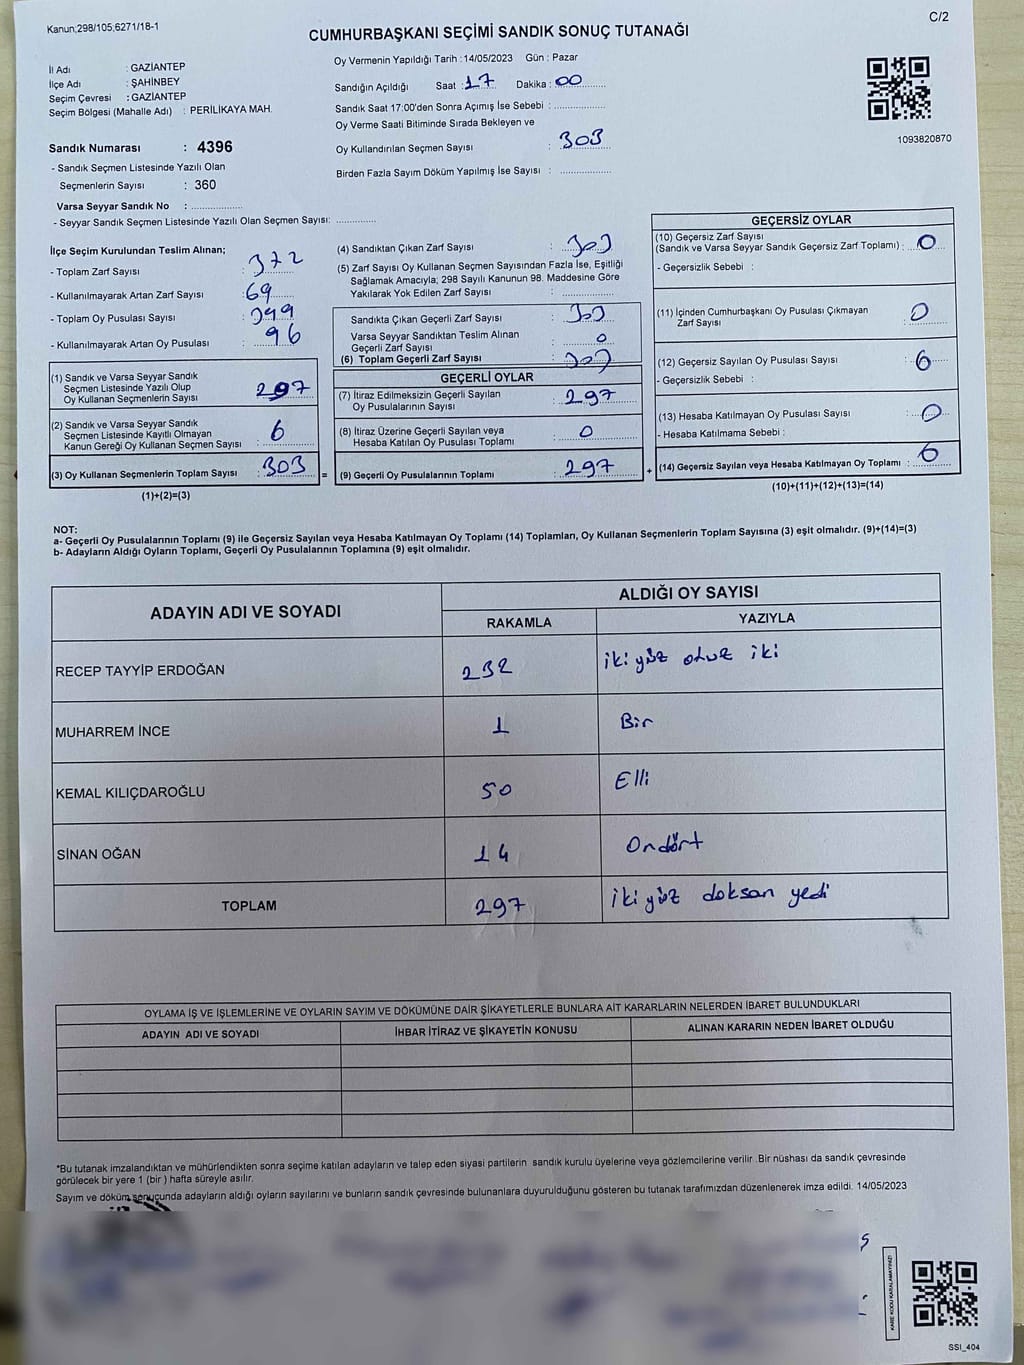 Kanun;298/105,6271/18-1
C/2
CUMHURBAŞKANI SEÇİMİ SANDIK SONUÇ TUTANAĞI
İl Adı : GAZİANTEP
İlçe Adı : ŞAHİNBEY
Seçim Çevresi : GAZİANTEP
Seçim Bölgesi (Mahalle Adı) : PERİLİKAYA MAH.
Sandık Numarası : 4396
- Sandık Seçmen Listesinde Yazılı Olan
Seçmenlerin Sayısı : 360
Varsa Seyyar Sandık No : ..................
- Seyyar Sandık Seçmen Listesinde Yazılı Olan Seçmen Sayısı: ..............
Oy Vermenin Yapıldığı Tarih :14/05/2023 Gün : Pazar
Sandığın Açıldığı Saat : 17 Dakika : 00
Sandık Saat 17:00'den Sonra Açımış İse Sebebi : ..................
Oy Verme Saati Bitiminde Sırada Bekleyen ve
Oy Kullandırılan Seçmen Sayısı : 303
Birden Fazla Sayım Döküm Yapılmış İse Sayısı : ..................
1093820870
İlçe Seçim Kurulundan Teslim Alınan;
- Toplam Zarf Sayısı : 372
- Kullanılmayarak Artan Zarf Sayısı : 69
- Toplam Oy Pusulası Sayısı : 399
- Kullanılmayarak Artan Oy Pusulası : 96
(1) Sandık ve Varsa Seyyar Sandık
Seçmen Listesinde Yazılı Olup
Oy Kullanan Seçmenlerin Sayısı : 297
(2) Sandık ve Varsa Seyyar Sandık
Seçmen Listesinde Kayıtlı Olmayan
Kanun Gereği Oy Kullanan Seçmen Sayısı : 6
(3) Oy Kullanan Seçmenlerin Toplam Sayısı : 303 =
(1)+(2)=(3)
(4) Sandıktan Çıkan Zarf Sayısı : 303
(5) Zarf Sayısı Oy Kullanan Seçmen Sayısından Fazla İse, Eşitliği
Sağlamak Amacıyla; 298 Sayılı Kanunun 98. Maddesine Göre
Yakılarak Yok Edilen Zarf Sayısı : ..................
Sandıkta Çıkan Geçerli Zarf Sayısı : 303
Varsa Seyyar Sandıktan Teslim Alınan
Geçerli Zarf Sayısı : 0
(6) Toplam Geçerli Zarf Sayısı : 303
GEÇERLİ OYLAR
(7) İtiraz Edilmeksizin Geçerli Sayılan
Oy Pusulalarının Sayısı : 297
(8) İtiraz Üzerine Geçerli Sayılan veya
Hesaba Katılan Oy Pusulası Toplamı : 0
(9) Geçerli Oy Pusulalarının Toplamı : 297 +
GEÇERSİZ OYLAR
(10) Geçersiz Zarf Sayısı
(Sandık ve Varsa Seyyar Sandık Geçersiz Zarf Toplamı) : 0
- Geçersizlik Sebebi :
(11) İçinden Cumhurbaşkanı Oy Pusulası Çıkmayan
Zarf Sayısı : 0
(12) Geçersiz Sayılan Oy Pusulası Sayısı : 6
- Geçersizlik Sebebi :
(13) Hesaba Katılmayan Oy Pusulası Sayısı : 0
- Hesaba Katılmama Sebebi :
(14) Geçersiz Sayılan veya Hesaba Katılmayan Oy Toplamı : 6
(10)+(11)+(12)+(13)=(14)
NOT:
a- Geçerli Oy Pusulalarının Toplamı (9) ile Geçersiz Sayılan veya Hesaba Katılmayan Oy Toplamı (14) Toplamları, Oy Kullanan Seçmenlerin Toplam Sayısına (3) eşit olmalıdır. (9)+(14)=(3)
b- Adayların Aldığı Oyların Toplamı, Geçerli Oy Pusulalarının Toplamına (9) eşit olmalıdır.
ADAYIN ADI VE SOYADI
ALDIĞI OY SAYISI
RAKAMLA YAZIYLA
RECEP TAYYİP ERDOĞAN 232 iki yüz otuz iki
MUHARREM İNCE 1 Bir
KEMAL KILIÇDAROĞLU 50 Elli
SİNAN OĞAN 14 Ondört
TOPLAM 297 iki yüz doksan yedi
OYLAMA İŞ VE İŞLEMLERİNE VE OYLARIN SAYIM VE DÖKÜMÜNE DAİR ŞİKAYETLERLE BUNLARA AİT KARARLARIN NELERDEN İBARET BULUNDUKLARI
ADAYIN ADI VE SOYADI İHBAR İTİRAZ VE ŞİKAYETİN KONUSU ALINAN KARARIN NEDEN İBARET OLDUĞU
*Bu tutanak imzalandıktan ve mühürlendikten sonra seçime katılan adayların ve talep eden siyasi partilerin sandık kurulu üyelerine veya gözlemcilerine verilir. Bir nüshası da sandık çevresinde
görülecek bir yere 1 (bir ) hafta süreyle asılır.
Sayım ve döküm sonucunda adayların aldığı oyların sayılarını ve bunların sandık çevresinde bulunanlara duyurulduğunu gösteren bu tutanak tarafımızdan düzenlenerek imza edildi. 14/05/2023
KARE KODU KARALAMAYINIZ!
SSI_404